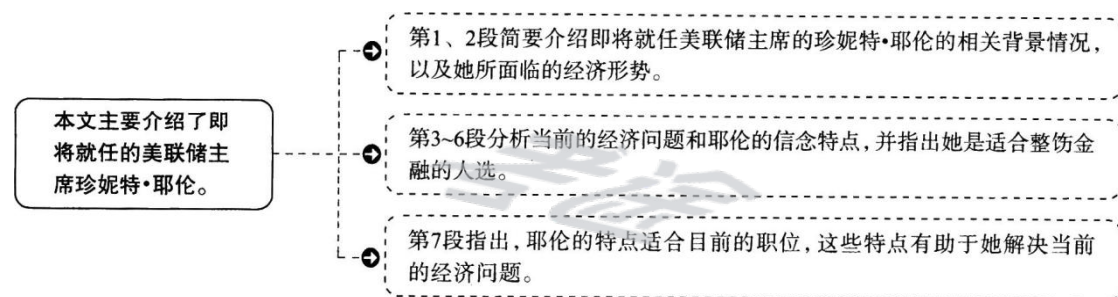 本文主要介绍了即
将就任的美联储主
席珍妮特•耶伦。
第1、2段简要介绍即将就任美联储主席的珍妮特•耶伦的相关背景情况，
以及她所面临的经济形势。
第3~6段分析当前的经济问题和耶伦的信念特点，并指出她是适合整饬金
融的人选。
第7段指出，耶伦的特点适合目前的职位，这些特点有助于她解决当前
的经济问题。